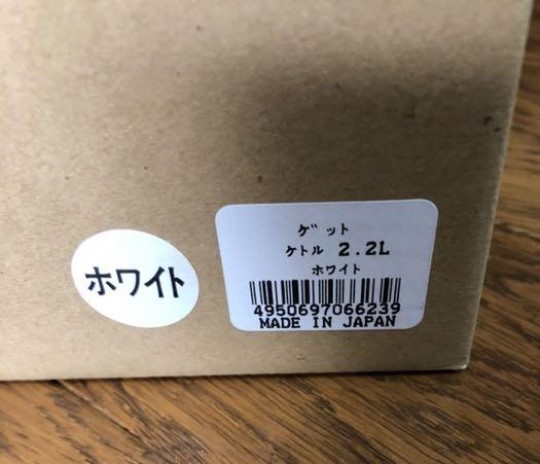 ホワイト
ｹﾞｯﾄ
ｹﾄﾙ 2.2L
ﾎﾜｲﾄ
4950697066239
MADE IN JAPAN